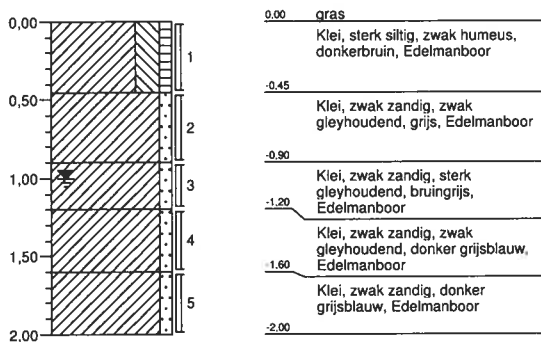 0,00
0,50
1,00
1,50
2,00
1
2
3
4
5
0.00 gras
Klei, sterk siltig, zwak humeus,
donkerbruin, Edelmanboor
-0.45
Klei, zwak zandig, zwak
gleyhoudend, grijs, Edelmanboor
-0.90
Klei, zwak zandig, sterk
gleyhoudend, bruingrijs,
Edelmanboor
-1.20
Klei, zwak zandig, zwak
gleyhoudend, donker grijsblauw,
Edelmanboor
-1.60
Klei, zwak zandig, donker
grijsblauw, Edelmanboor
-2.00